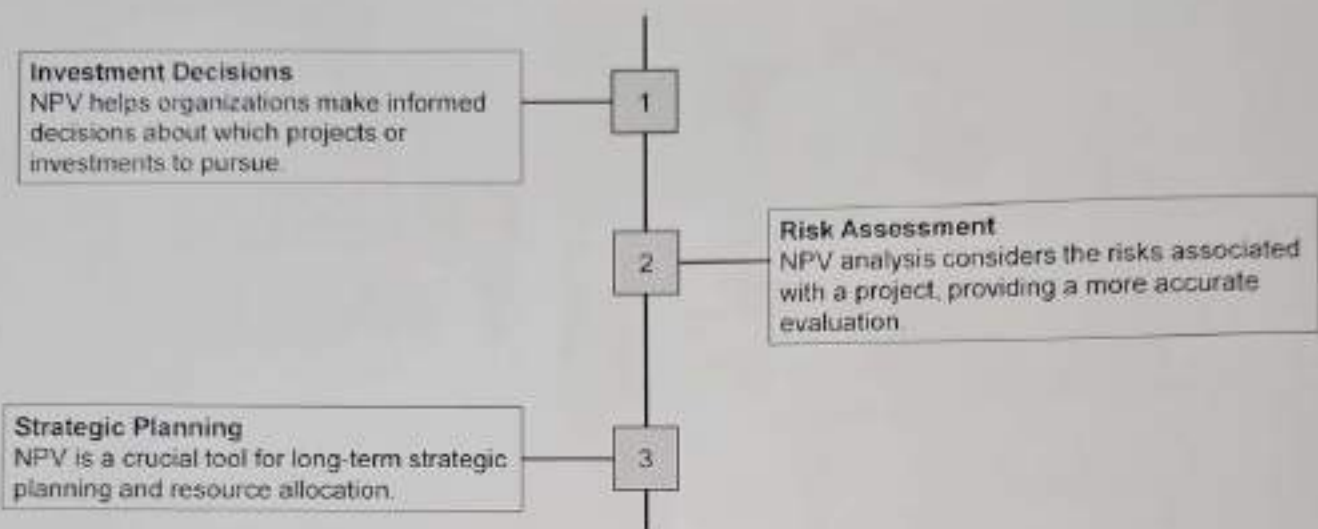 Investment Decisions
NPV helps organizations make informed
decisions about which projects or
investments to pursue.
1
2
Risk Assessment
NPV analysis considers the risks associated
with a project, providing a more accurate
evaluation
Strategic Planning
NPV is a crucial tool for long-term strategic
planning and resource allocation.
3